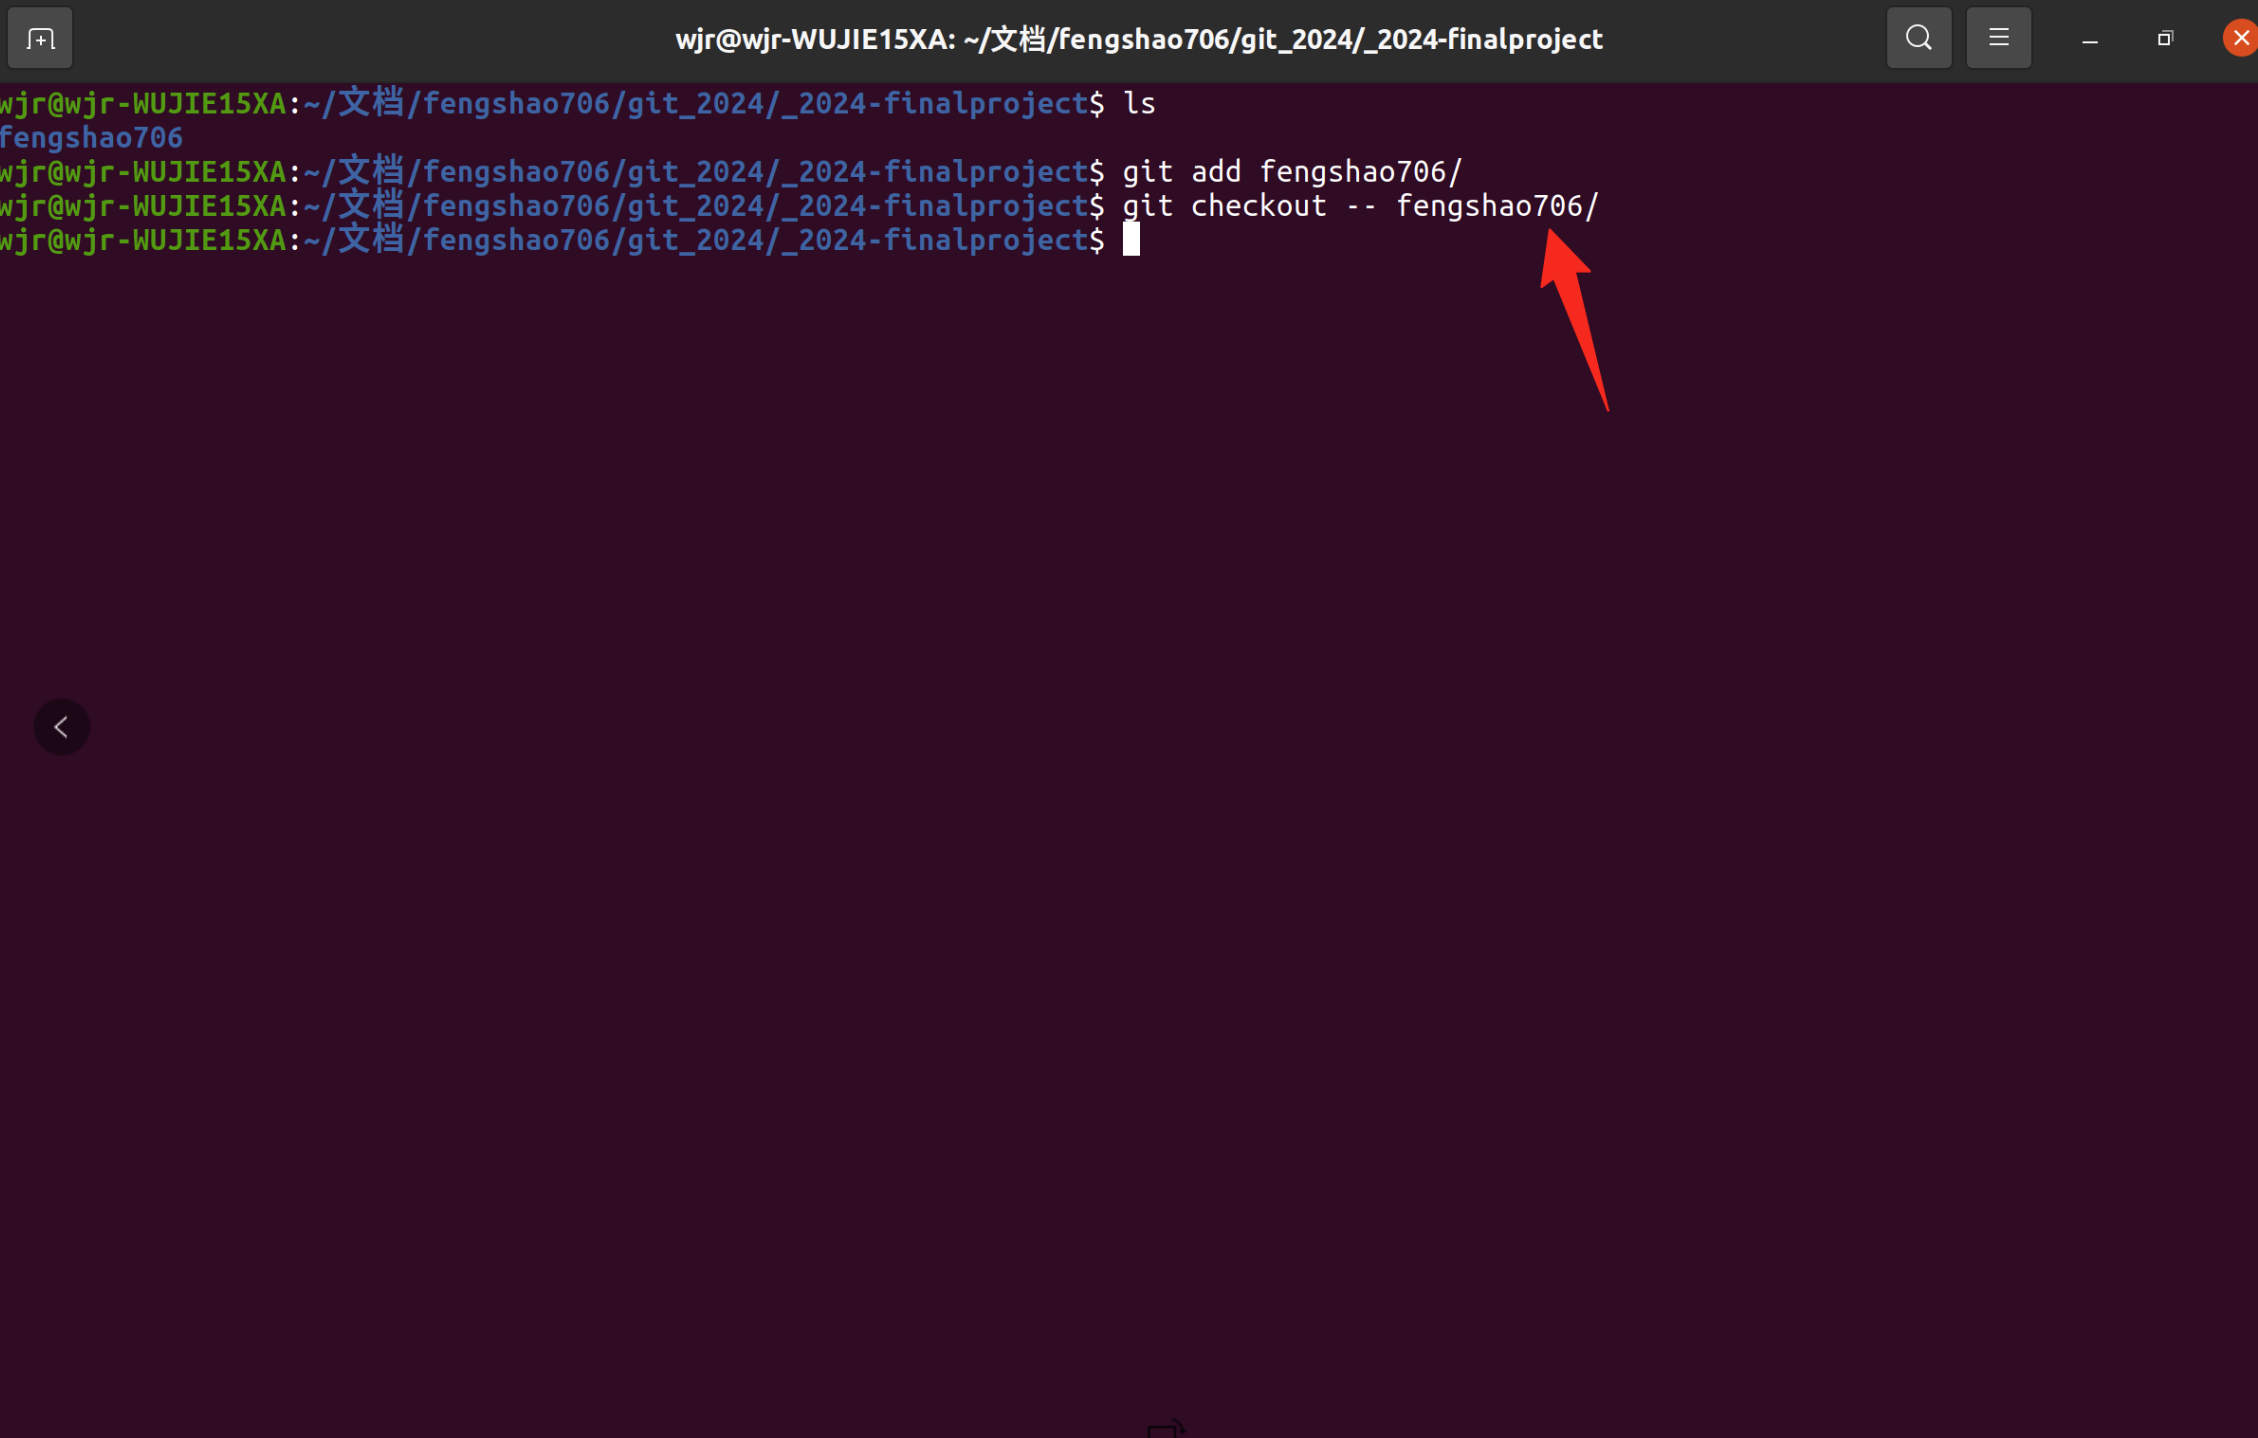 wjr@wjr-WUJIE15XA: ~/文档/fengshao706/git_2024/_2024-finalproject
wjr@wjr-WUJIE15XA:~/文档/fengshao706/git_2024/_2024-finalproject$ ls
fengshao706
wjr@wjr-WUJIE15XA:~/文档/fengshao706/git_2024/_2024-finalproject$ git add fengshao706/
wjr@wjr-WUJIE15XA:~/文档/fengshao706/git_2024/_2024-finalproject$ git checkout -- fengshao706/
wjr@wjr-WUJIE15XA:~/文档/fengshao706/git_2024/_2024-finalproject$